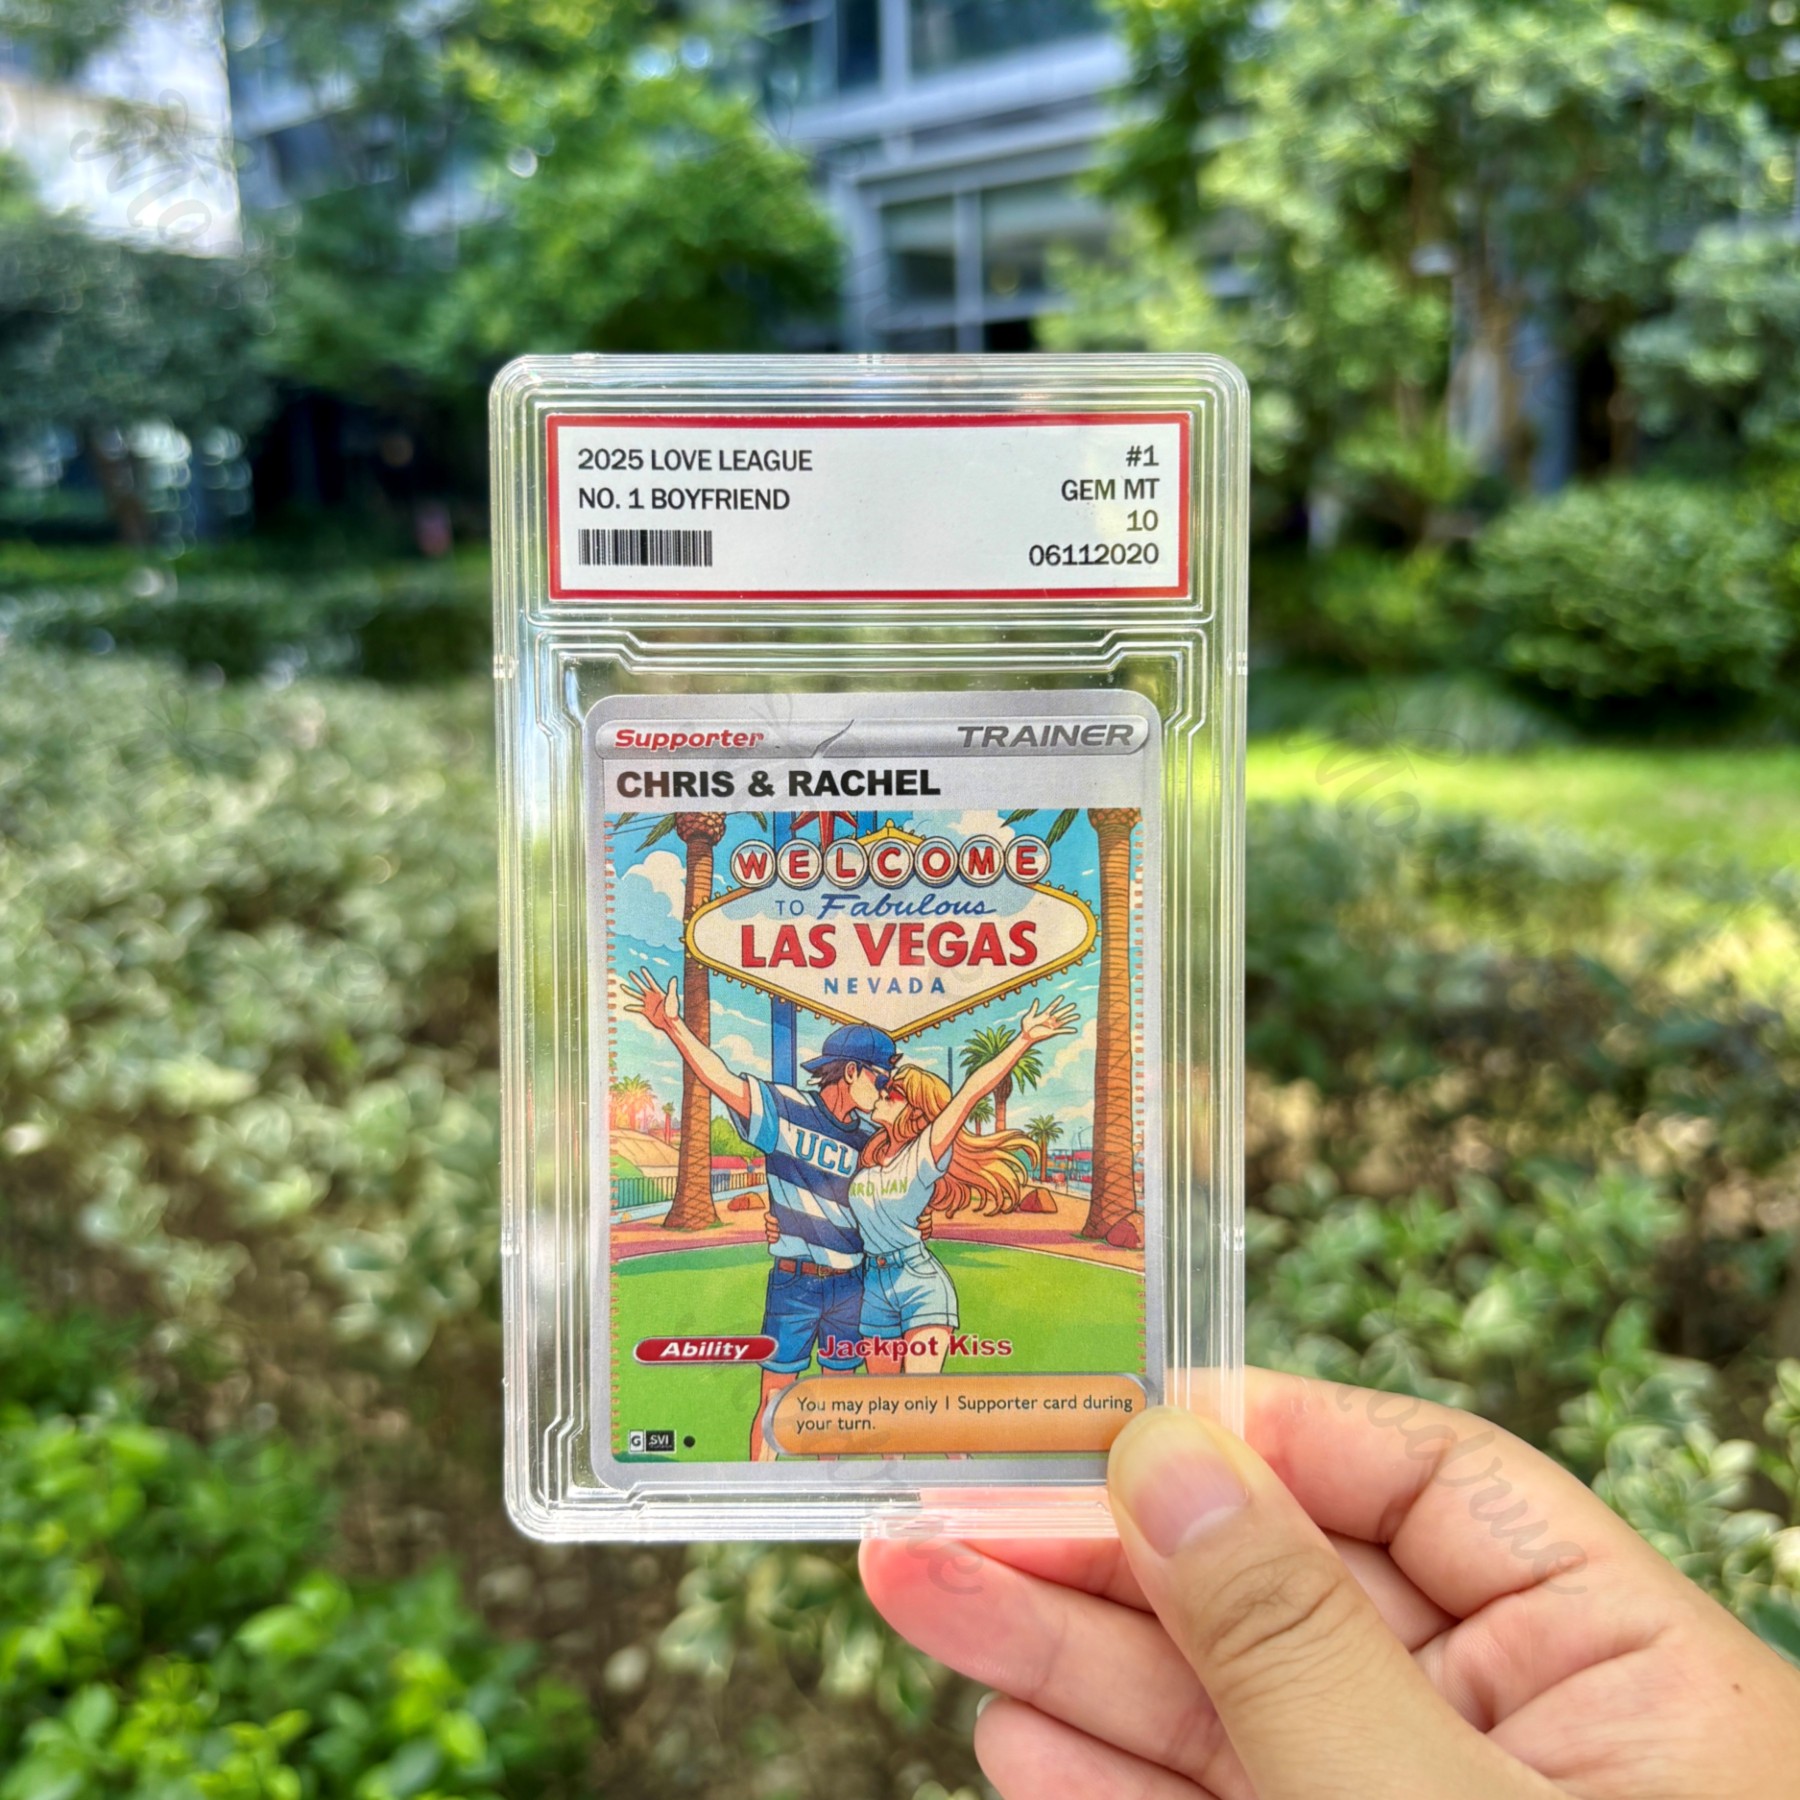 2025 LOVE LEAGUE
NO. 1 BOYFRIEND
#1
GEM MT
10
06112020
Supporter
TRAINER
CHRIS & RACHEL
WELCOME
TO Fabulous
LAS VEGAS
NEVADA
UCL
Ability
Jackpot Kiss
You may play only 1 Supporter card during
your turn.
G SVI